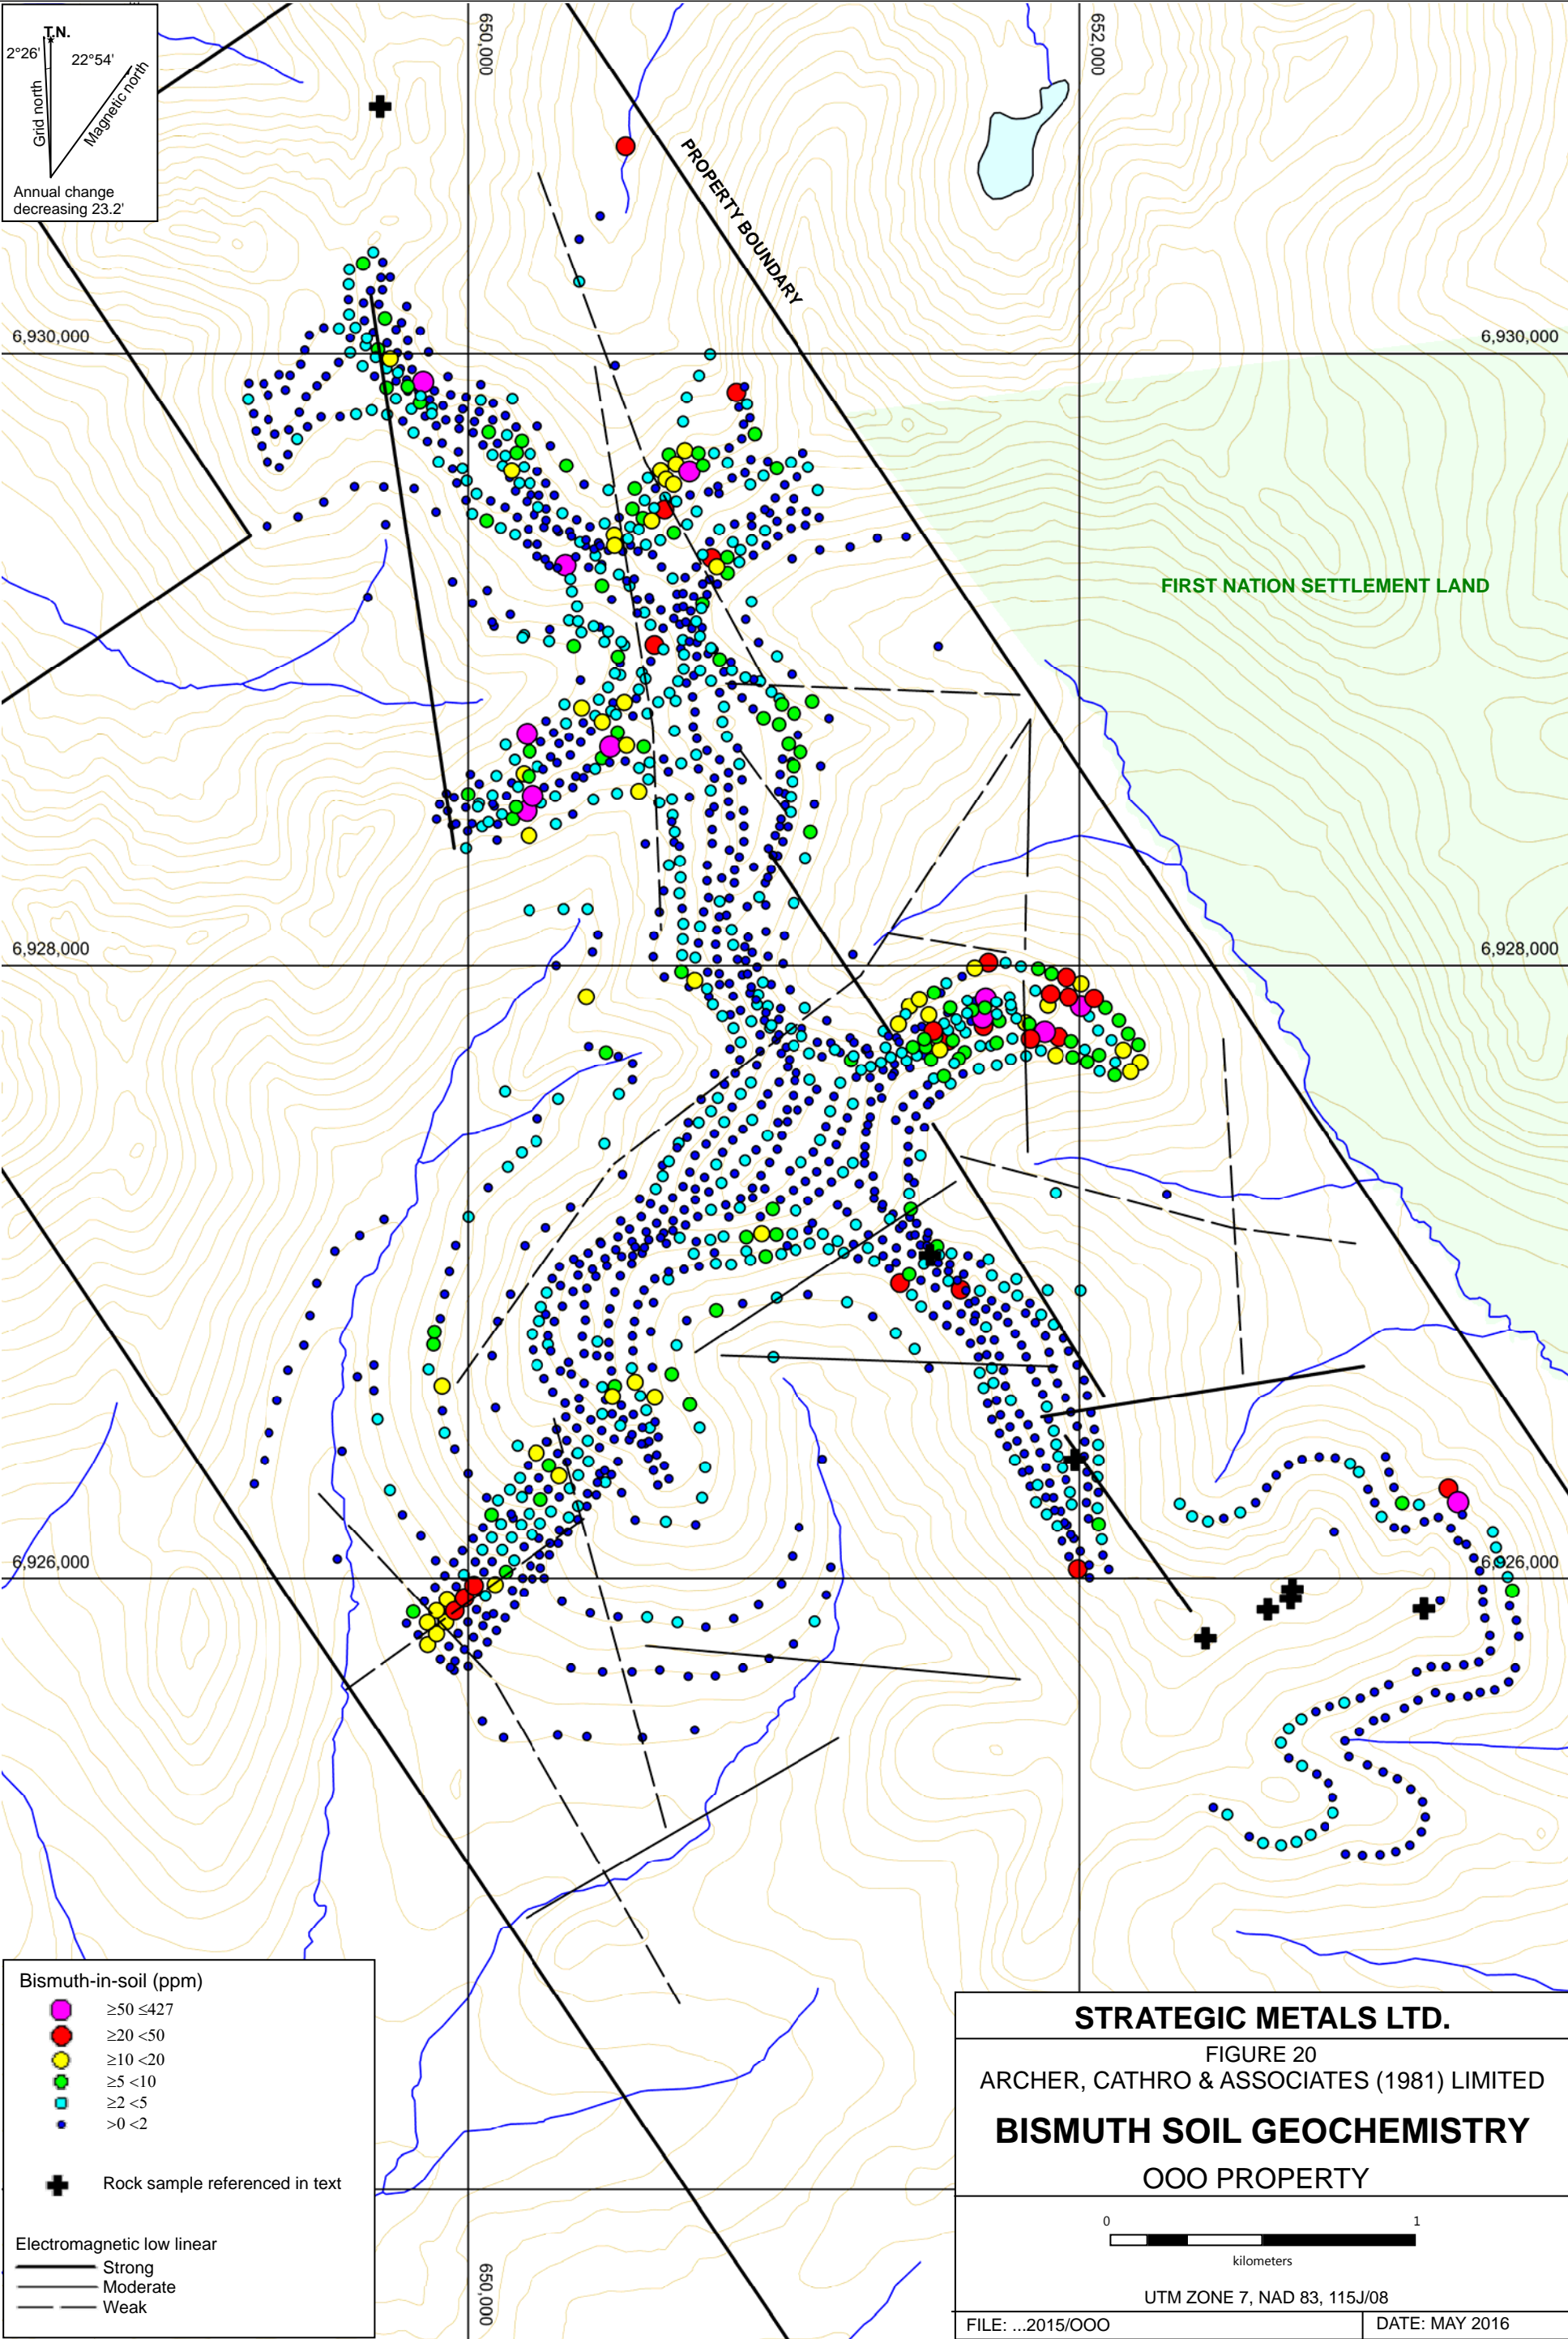 T.N.
2°26'
22°54'
Grid north
Magnetic north
Annual change
decreasing 23.2'
650,000
652,000
PROPERTY BOUNDARY
6,930,000
6,930,000
FIRST NATION SETTLEMENT LAND
6,928,000
6,928,000
6,926,000
6,926,000
Bismuth-in-soil (ppm)
≥50 ≤427
≥20 <50
≥10 <20
≥5 <10
≥2 <5
>0 <2
Rock sample referenced in text
Electromagnetic low linear
Strong
Moderate
Weak
650,000
STRATEGIC METALS LTD.
FIGURE 20
ARCHER, CATHRO & ASSOCIATES (1981) LIMITED
BISMUTH SOIL GEOCHEMISTRY
OOO PROPERTY
0
1
kilometers
UTM ZONE 7, NAD 83, 115J/08
FILE: ...2015/OOO
DATE: MAY 2016